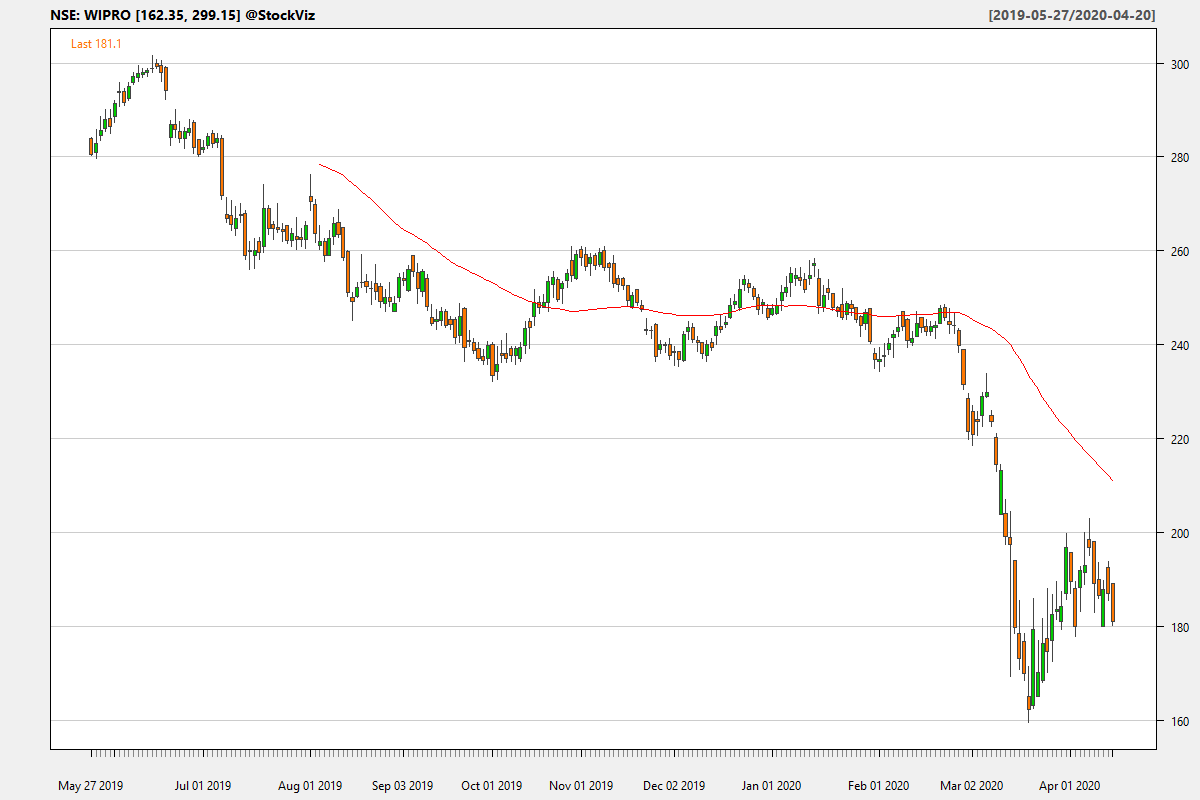 NSE: WIPRO [162.35, 299.15] @StockViz
[2019-05-27/2020-04-20]
Last 181.1
300
280
260
240
220
200
180
160
May 27 2019
Jul 01 2019
Aug 01 2019
Sep 03 2019
Oct 01 2019
Nov 01 2019
Dec 02 2019
Jan 01 2020
Feb 01 2020
Mar 02 2020
Apr 01 2020